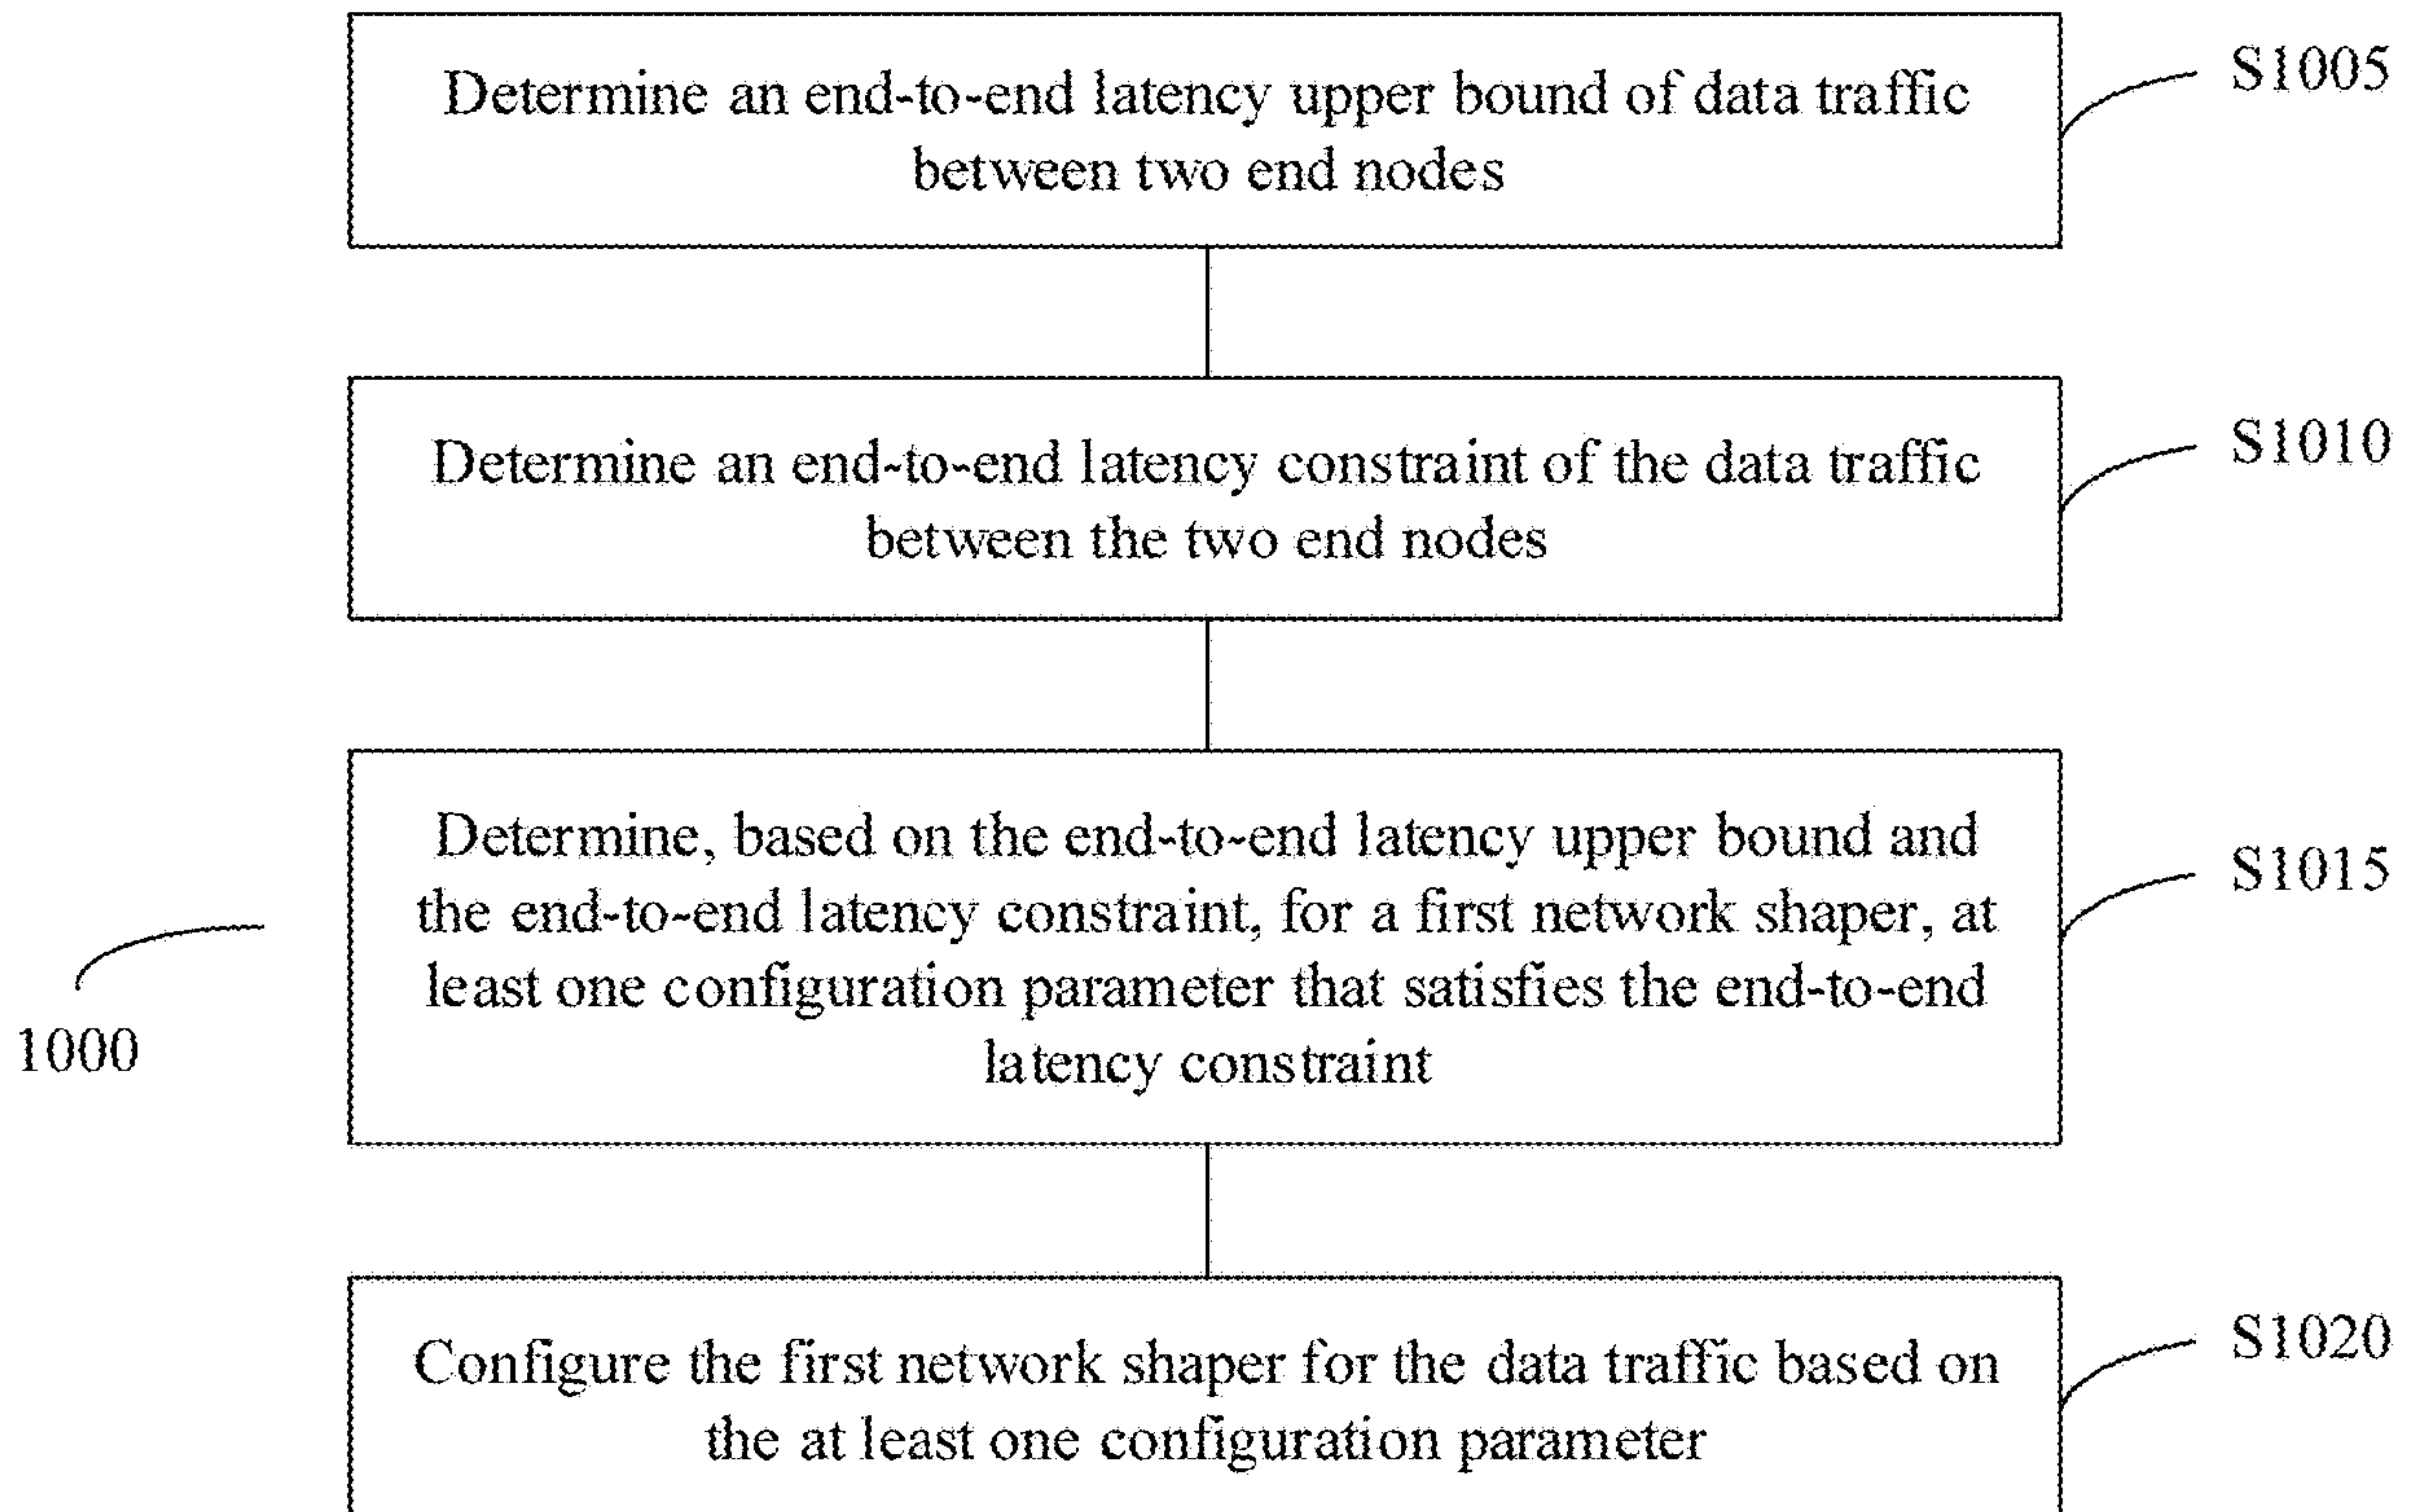 Determine an end-to-end latency upper bound of data traffic
between two end nodes
S1005
Determine an end-to-end latency constraint of the data traffic
between the two end nodes
S1010
Determine, based on the end-to-end latency upper bound and
the end-to-end latency constraint, for a first network shaper, at
least one configuration parameter that satisfies the end-to-end
latency constraint
S1015
1000
Configure the first network shaper for the data traffic based on
the at least one configuration parameter
S1020